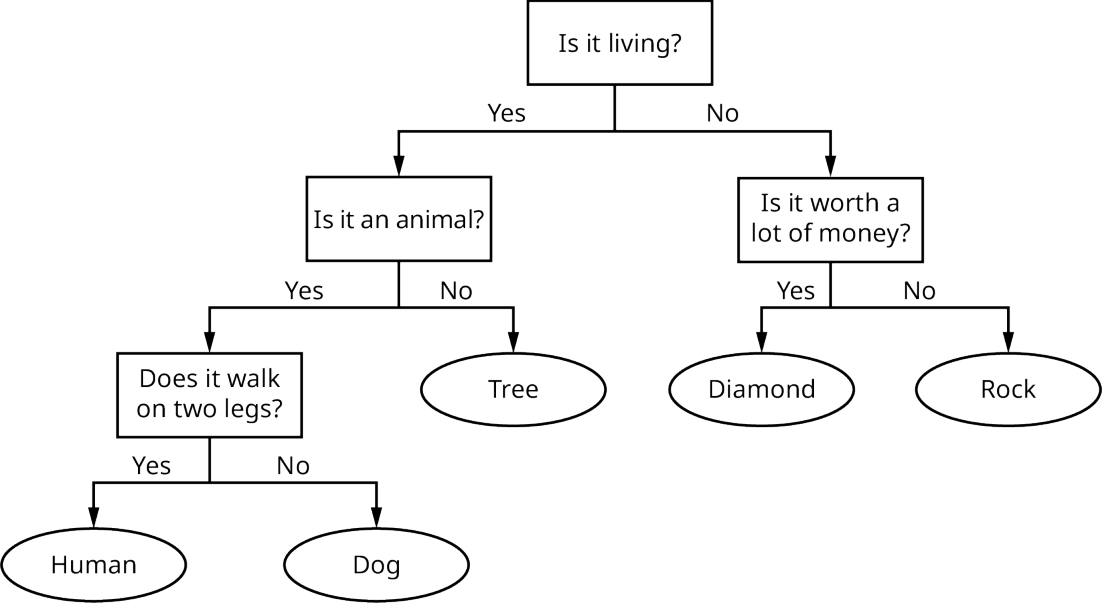 Is it living?
Yes
No
Is it an animal?
Is it worth a
lot of money?
Yes
No
Yes
No
Does it walk
on two legs?
Tree
Diamond
Rock
Yes
No
Human
Dog